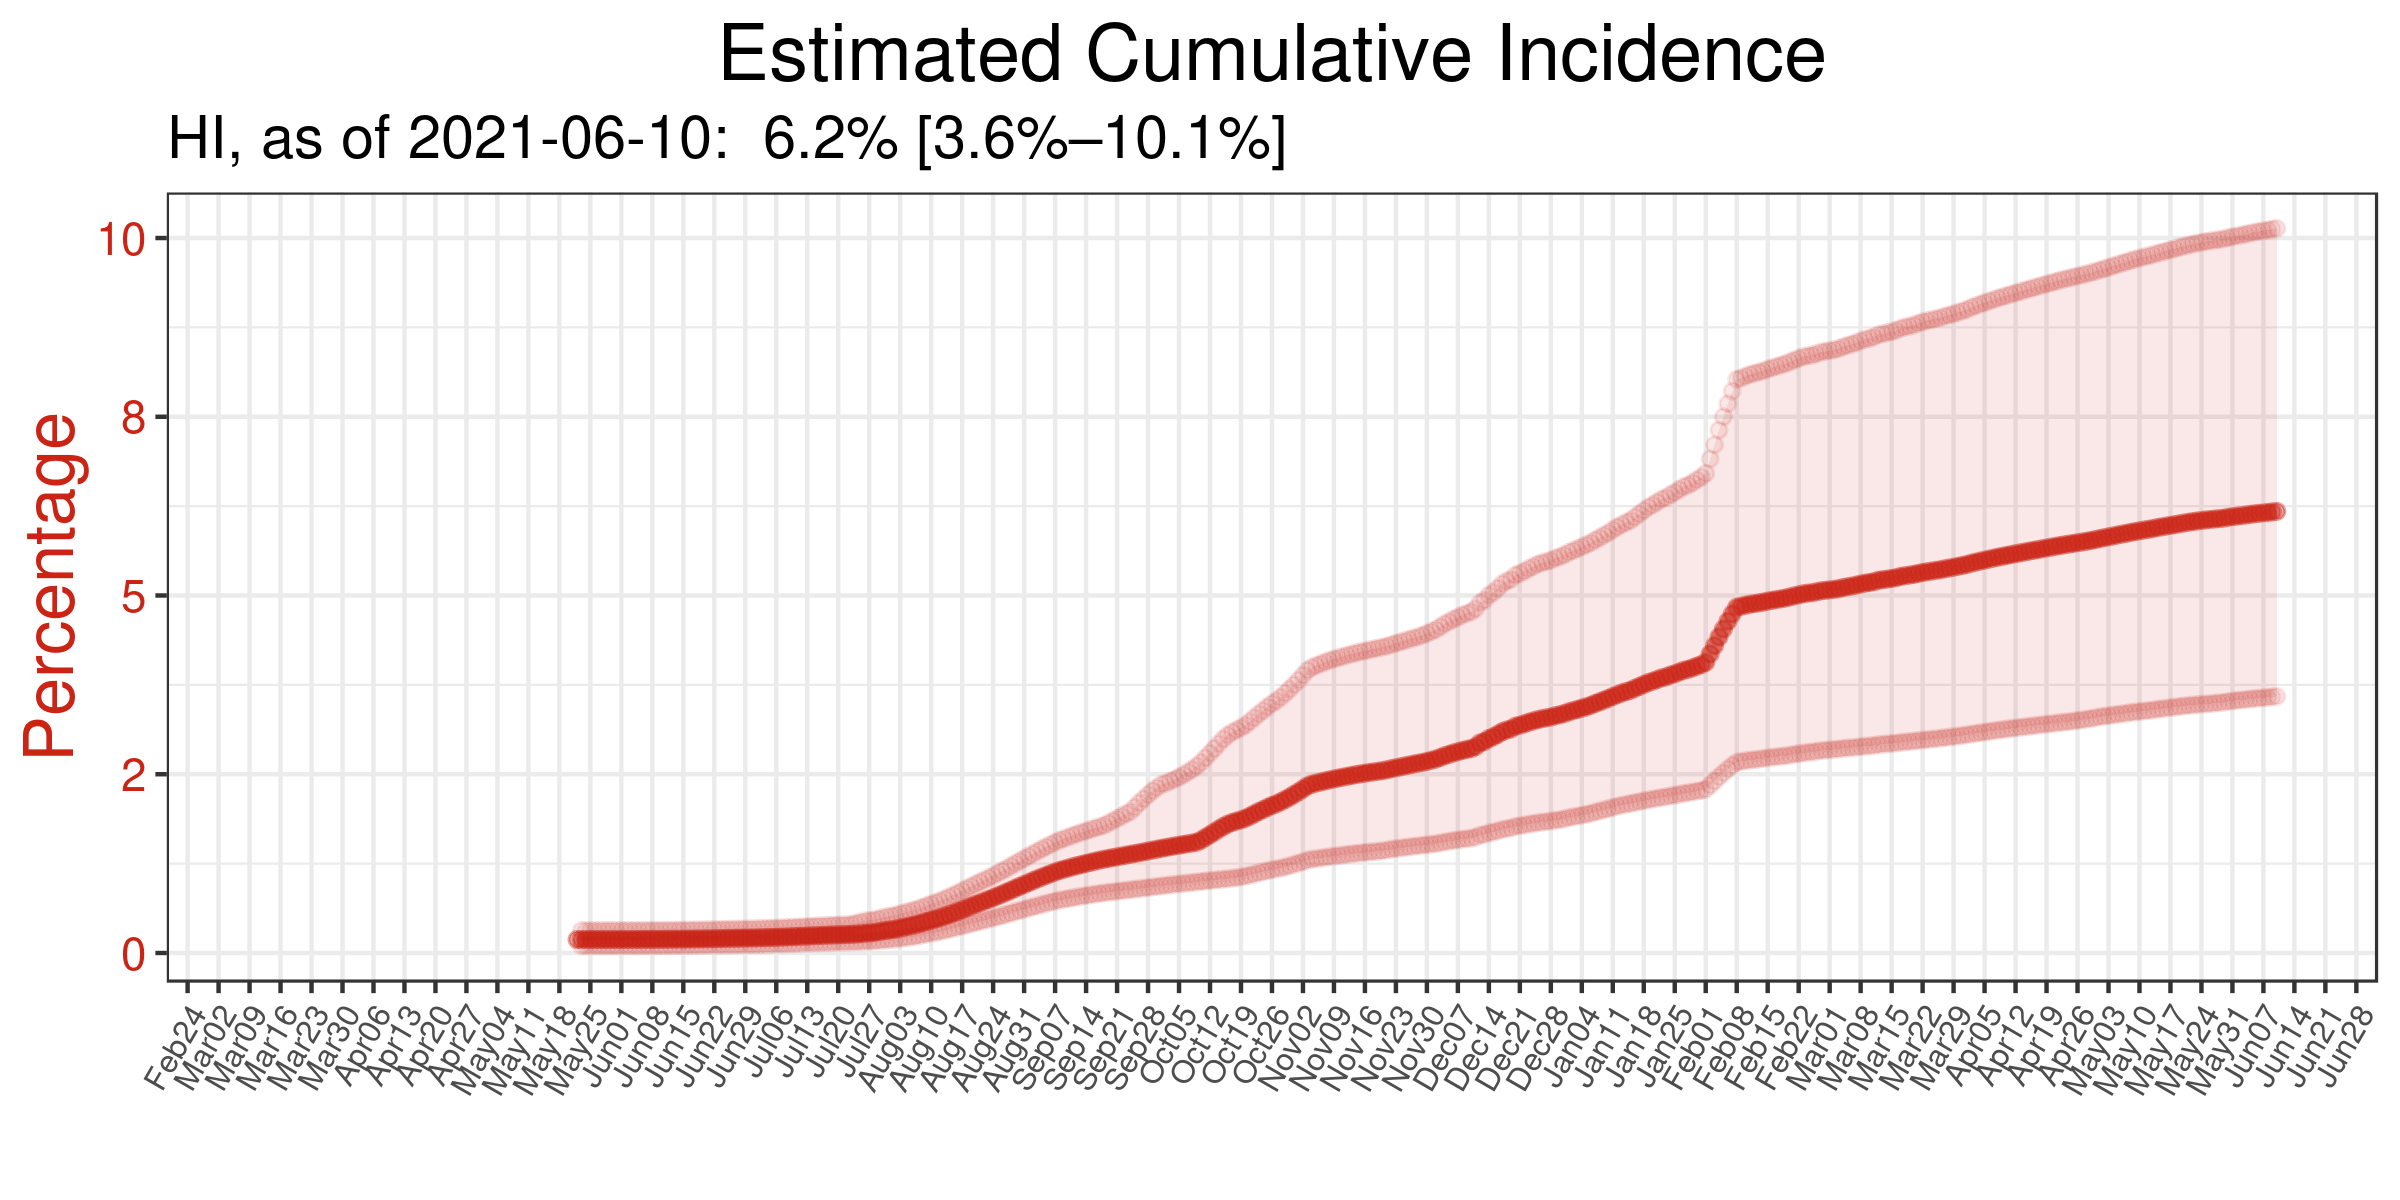 Estimated Cumulative Incidence
HI, as of 2021-06-10:  6.2% [3.6%–10.1%]
Percentage
10
8
5
2
0
Feb24
Mar02
Mar09
Mar16
Mar23
Mar30
Apr06
Apr13
Apr20
Apr27
May04
May11
May18
May25
Jun01
Jun08
Jun15
Jun22
Jun29
Jul06
Jul13
Jul20
Jul27
Aug03
Aug10
Aug17
Aug24
Aug31
Sep07
Sep14
Sep21
Sep28
Oct05
Oct12
Oct19
Oct26
Nov02
Nov09
Nov16
Nov23
Nov30
Dec07
Dec14
Dec21
Dec28
Jan04
Jan11
Jan18
Jan25
Feb01
Feb08
Feb15
Feb22
Mar01
Mar08
Mar15
Mar22
Mar29
Apr05
Apr12
Apr19
Apr26
May03
May10
May17
May24
May31
Jun07
Jun14
Jun21
Jun28